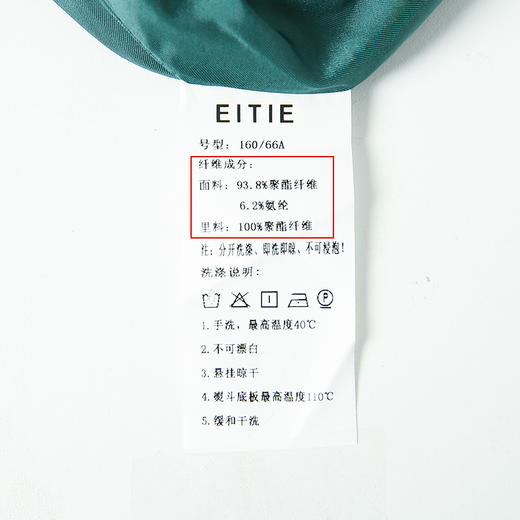 EITIE
号型: 160/66A
纤维成分:
面料: 93.8%聚酯纤维
6.2%氨纶
里料: 100%聚酯纤维
注: 分开洗涤、即洗即晾、不可浸泡!
洗涤说明:
P
1.手洗,最高温度40℃
2.不可漂白
3.悬挂晾干
4.熨斗底板最高温度110℃
5.缓和干洗